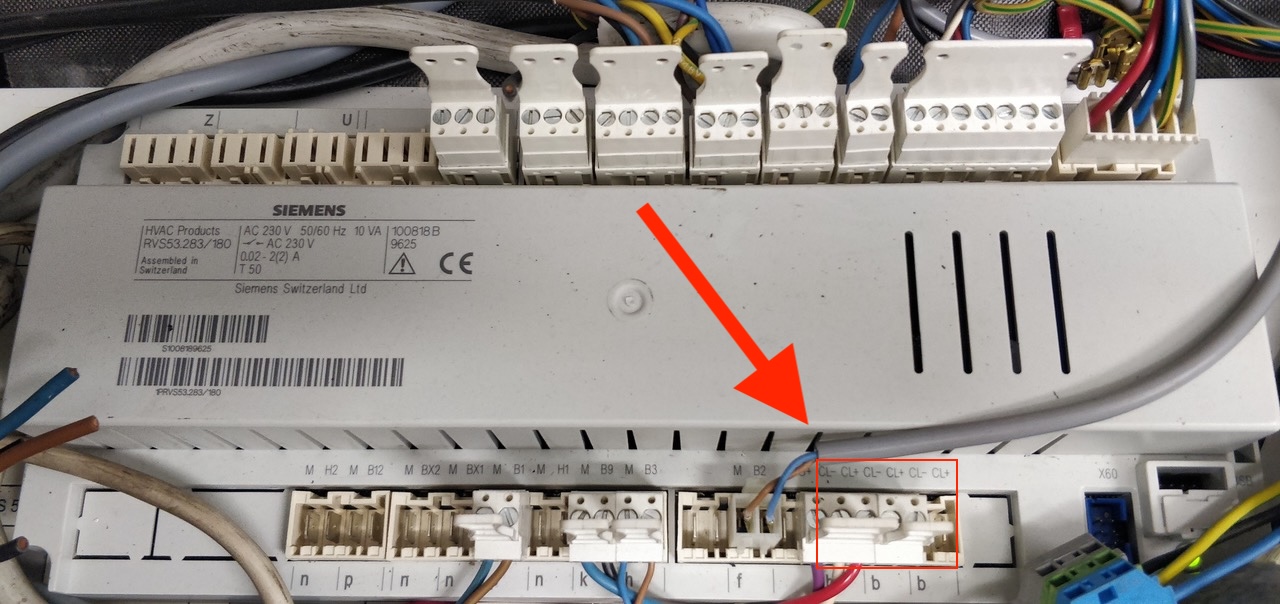 Z U
SIEMENS
HVAC Products
RVS53.283/180
Assembled in
Switzerland
AC 230 V 50/60 Hz 10 VA
AC 230 V
0.02 - 2(2) A
T 50
100818 B
9625
CE
Siemens Switzerland Ltd
S1008189625
1PRVS53.283/180
M H2 M B12 M BX2 M BX1 M B1 M H1 M B9 M B3 M B2 CL- CL+ CL- CL+ CL- CL+ X60
n p n n n k h f b b b